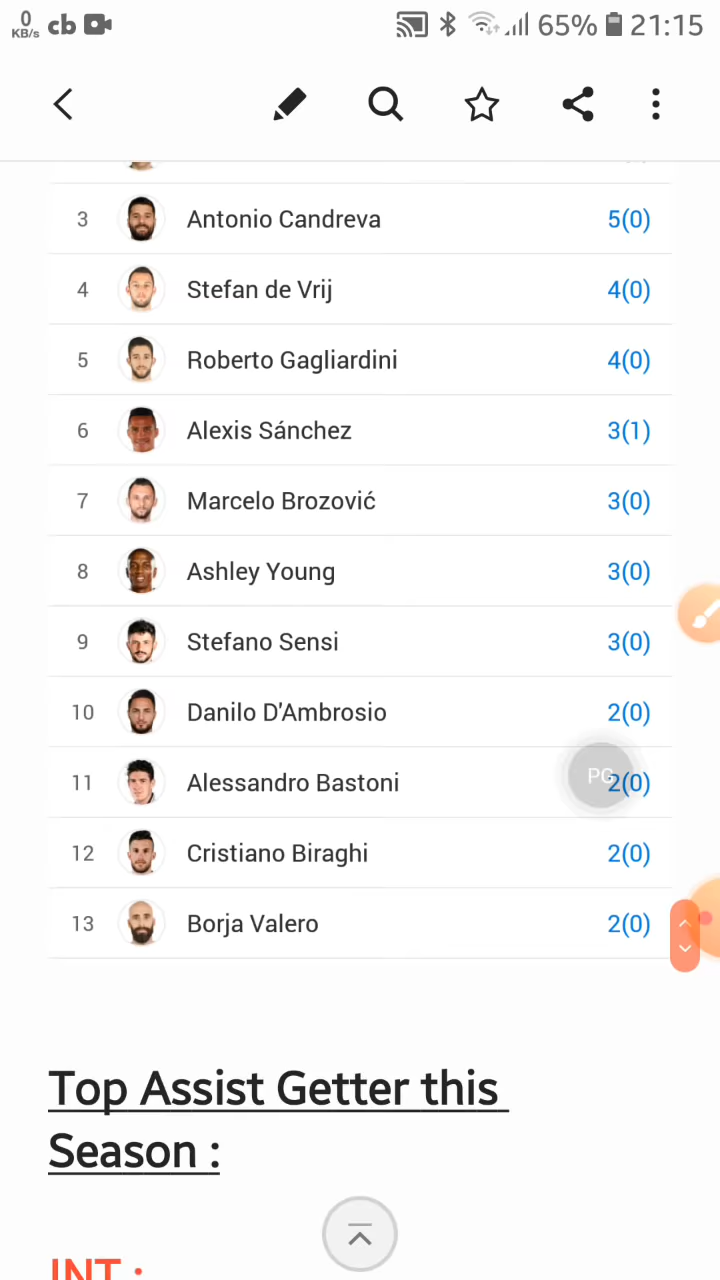 0
KB/s cb 65% 21:15
3 Antonio Candreva 5(0)
4 Stefan de Vrij 4(0)
5 Roberto Gagliardini 4(0)
6 Alexis Sánchez 3(1)
7 Marcelo Brozović 3(0)
8 Ashley Young 3(0)
9 Stefano Sensi 3(0)
10 Danilo D'Ambrosio 2(0)
11 Alessandro Bastoni PG 2(0)
12 Cristiano Biraghi 2(0)
13 Borja Valero 2(0)
Top Assist Getter this
Season :
INT :